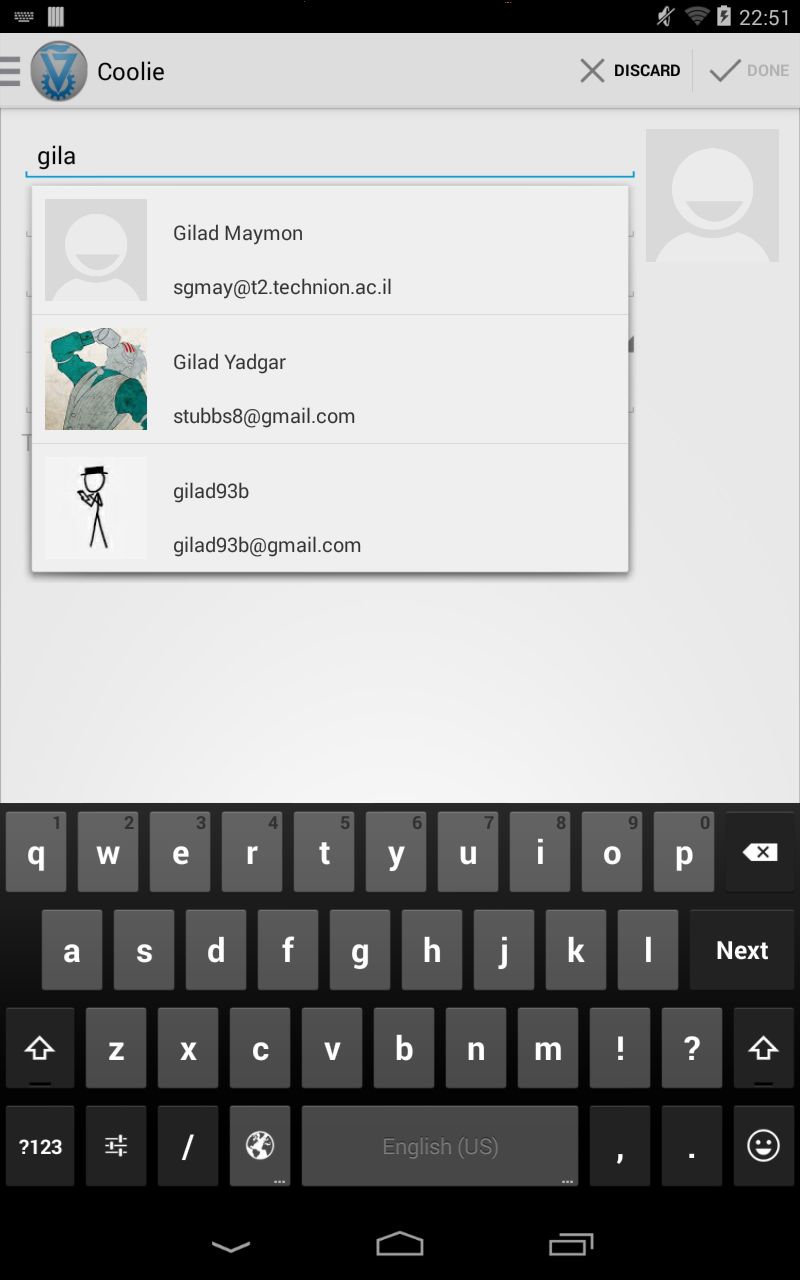 22:51
Coolie
DISCARD
DONE
gila
Gilad Maymon
sgmay@t2.technion.ac.il
Gilad Yadgar
stubbs8@gmail.com
T
gilad93b
gilad93b@gmail.com
1 2 3 4 5 6 7 8 9 0
q w e r t y u i o p
a s d f g h j k l Next
z x c v b n m ! ?
?123 / English (US) , .